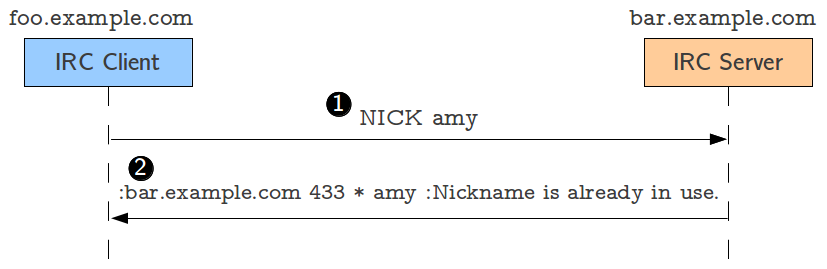 foo.example.com
bar.example.com
IRC Client
IRC Server
1
NICK amy
2
:bar.example.com 433 * amy :Nickname is already in use.